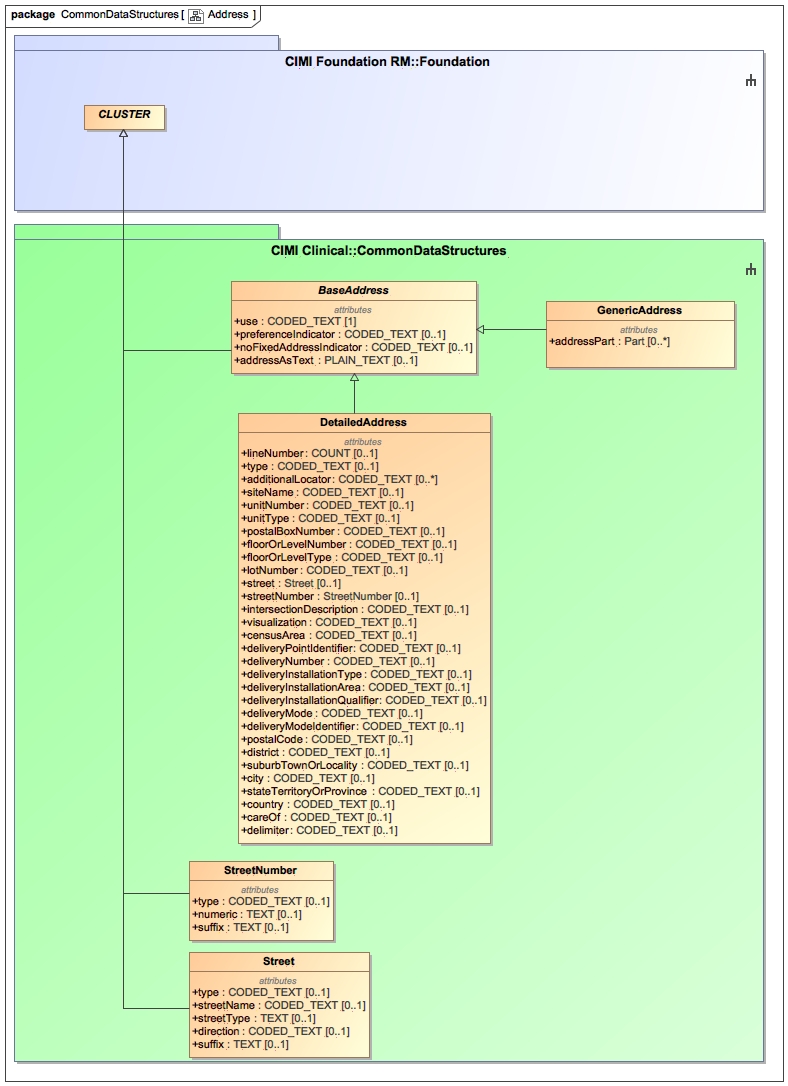 package CommonDataStructures [ Address ]
CIMI Foundation RM::Foundation
CLUSTER
CIMI Clinical::CommonDataStructures
BaseAddress
attributes
+use : CODED_TEXT [1]
+preferenceIndicator : CODED_TEXT [0..1]
+noFixedAddressIndicator : CODED_TEXT [0..1]
+addressAsText : PLAIN_TEXT [0..1]
GenericAddress
attributes
+addressPart : Part [0..*]
DetailedAddress
attributes
+lineNumber : COUNT [0..1]
+type : CODED_TEXT [0..1]
+additionalLocator : CODED_TEXT [0..*]
+siteName : CODED_TEXT [0..1]
+unitNumber : CODED_TEXT [0..1]
+unitType : CODED_TEXT [0..1]
+postalBoxNumber : CODED_TEXT [0..1]
+floorOrLevelNumber : CODED_TEXT [0..1]
+floorOrLevelType : CODED_TEXT [0..1]
+lotNumber : CODED_TEXT [0..1]
+street : Street [0..1]
+streetNumber : StreetNumber [0..1]
+intersectionDescription : CODED_TEXT [0..1]
+visualization : CODED_TEXT [0..1]
+censusArea : CODED_TEXT [0..1]
+deliveryPointIdentifier : CODED_TEXT [0..1]
+deliveryNumber : CODED_TEXT [0..1]
+deliveryInstallationType : CODED_TEXT [0..1]
+deliveryInstallationArea : CODED_TEXT [0..1]
+deliveryInstallationQualifier : CODED_TEXT [0..1]
+deliveryMode : CODED_TEXT [0..1]
+deliveryModeIdentifier : CODED_TEXT [0..1]
+postalCode : CODED_TEXT [0..1]
+district : CODED_TEXT [0..1]
+suburbTownOrLocality : CODED_TEXT [0..1]
+city : CODED_TEXT [0..1]
+stateTerritoryOrProvince : CODED_TEXT [0..1]
+country : CODED_TEXT [0..1]
+careOf : CODED_TEXT [0..1]
+delimiter : CODED_TEXT [0..1]
StreetNumber
attributes
+type : CODED_TEXT [0..1]
+numeric : TEXT [0..1]
+suffix : TEXT [0..1]
Street
attributes
+type : CODED_TEXT [0..1]
+streetName : CODED_TEXT [0..1]
+streetType : TEXT [0..1]
+direction : CODED_TEXT [0..1]
+suffix : TEXT [0..1]